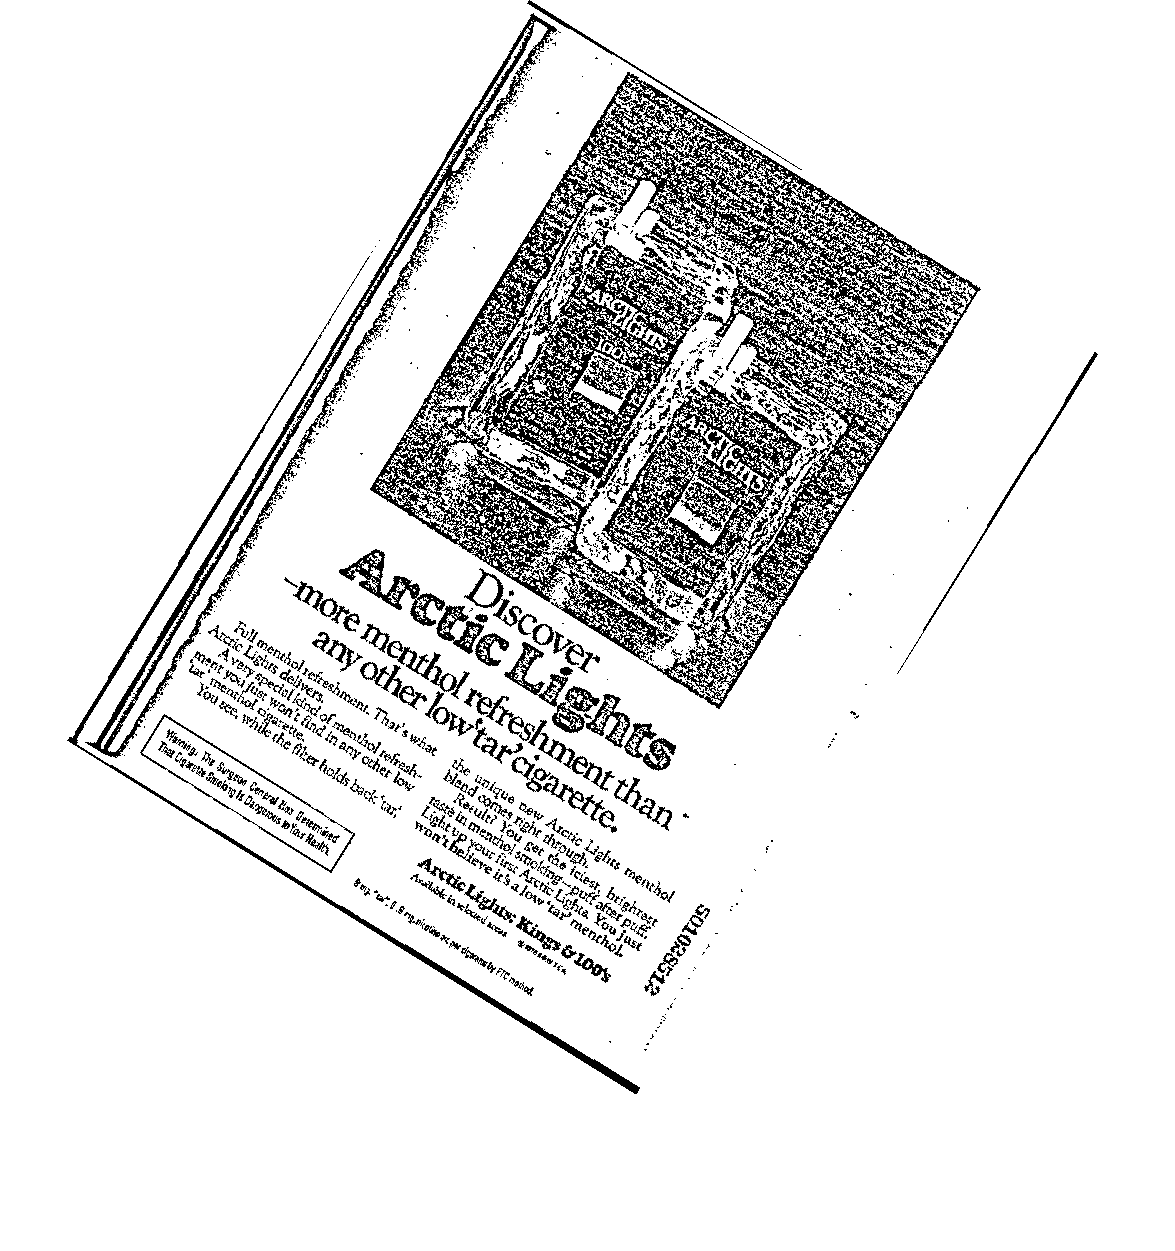 ARCTIC
LIGHTS
100's
ARCTIC
LIGHTS
Discover
Arctic Lights
–more menthol refreshment than
any other low 'tar' cigarette.
Full menthol refreshment. That's what
Arctic Lights delivers.
A very special kind of menthol refresh-
ment you just won't find in any other low
'tar' menthol cigarette.
You see, while the filter holds back 'tar,'
the unique new Arctic Lights menthol
blend comes right through.
Result? You get the iciest, brightest
taste in menthol smoking—puff after puff.
Light up your first Arctic Lights. You just
won't believe it's a low 'tar' menthol.
Arctic Lights: Kings & 100's
Available in selected areas
Warning: The Surgeon General Has Determined
That Cigarette Smoking Is Dangerous to Your Health.
9 mg. "tar", 0.8 mg. nicotine av. per cigarette by FTC method.
501028512